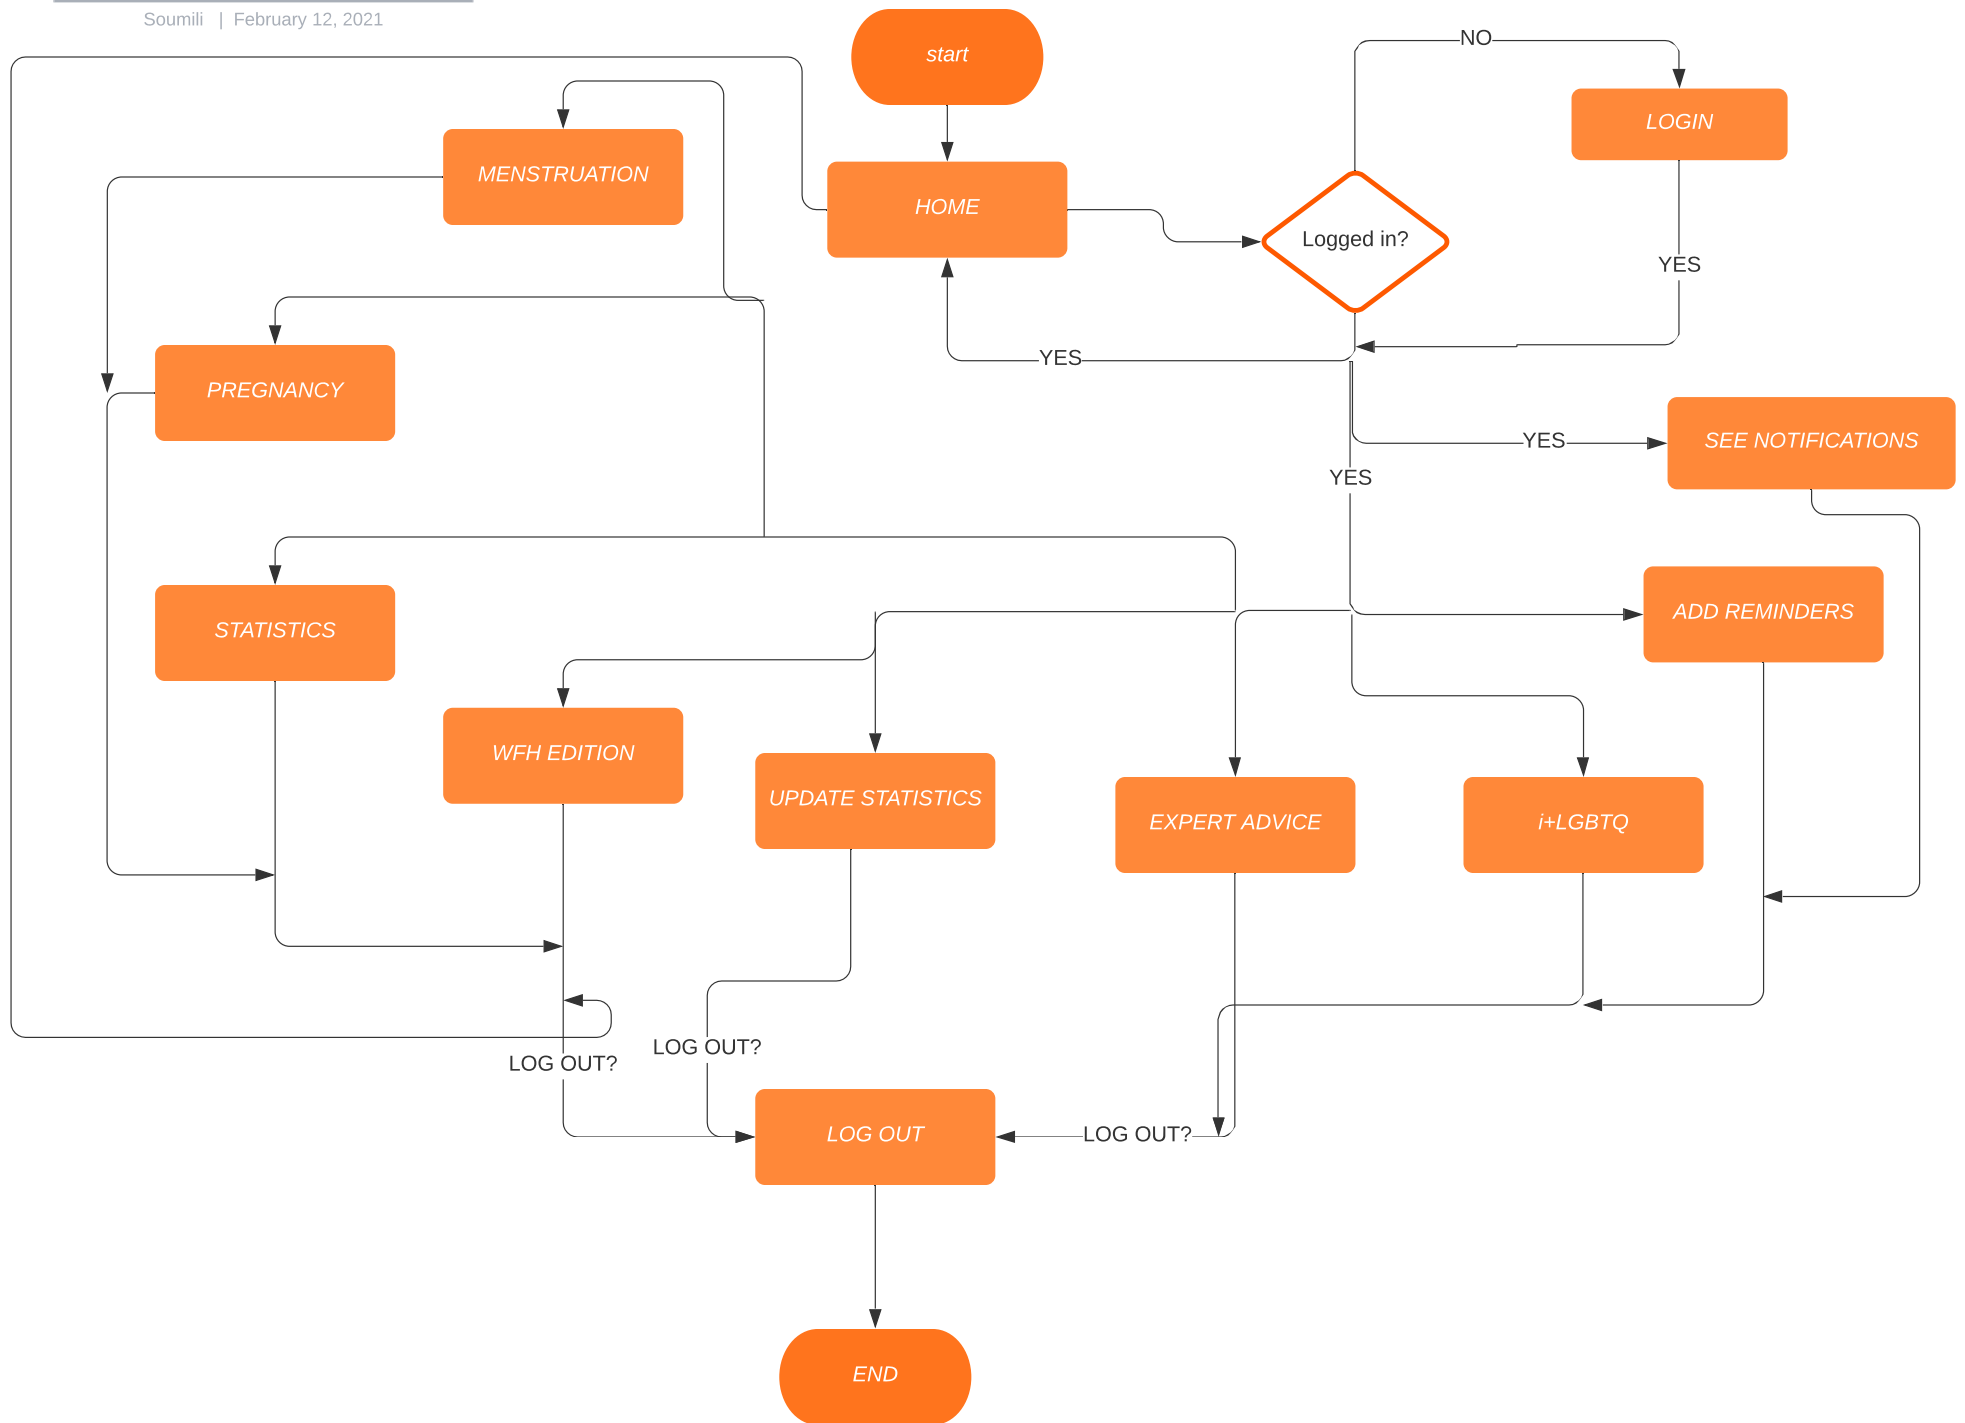 Soumili | February 12, 2021
start
NO
LOGIN
MENSTRUATION
HOME
Logged in?
YES
YES
PREGNANCY
YES
SEE NOTIFICATIONS
YES
ADD REMINDERS
STATISTICS
WFH EDITION
UPDATE STATISTICS
EXPERT ADVICE
i+LGBTQ
LOG OUT?
LOG OUT?
LOG OUT
LOG OUT?
END